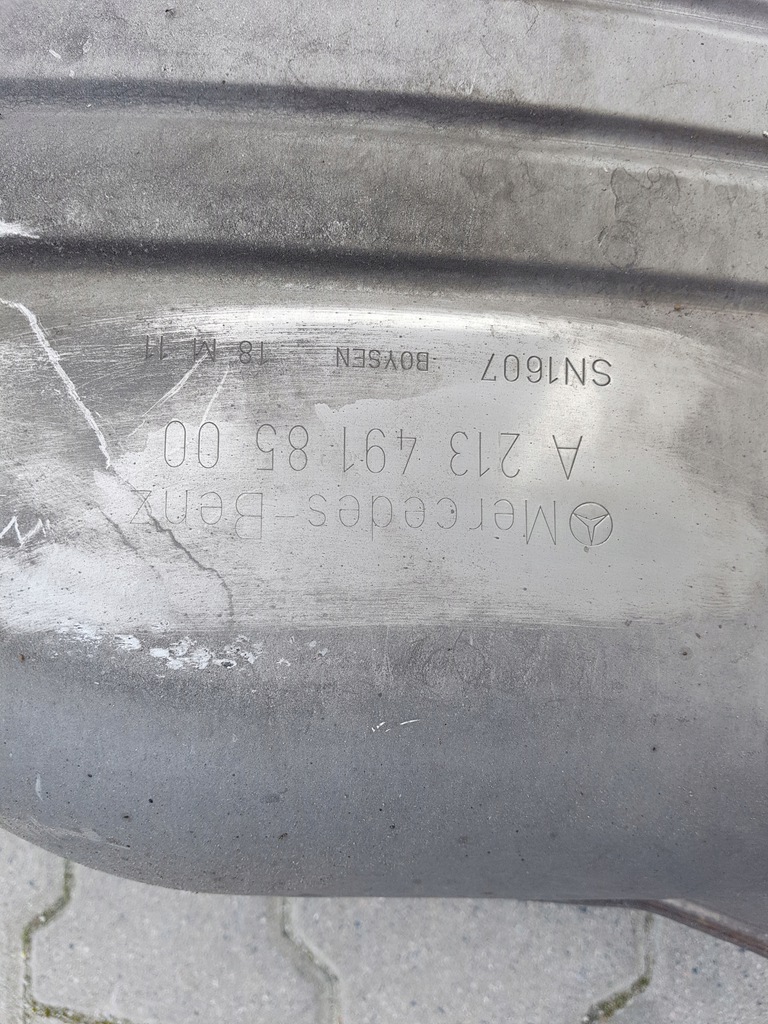 Mercedes-Benz
A 213 491 85 00
SN1607 BOYSEN 18 M 11